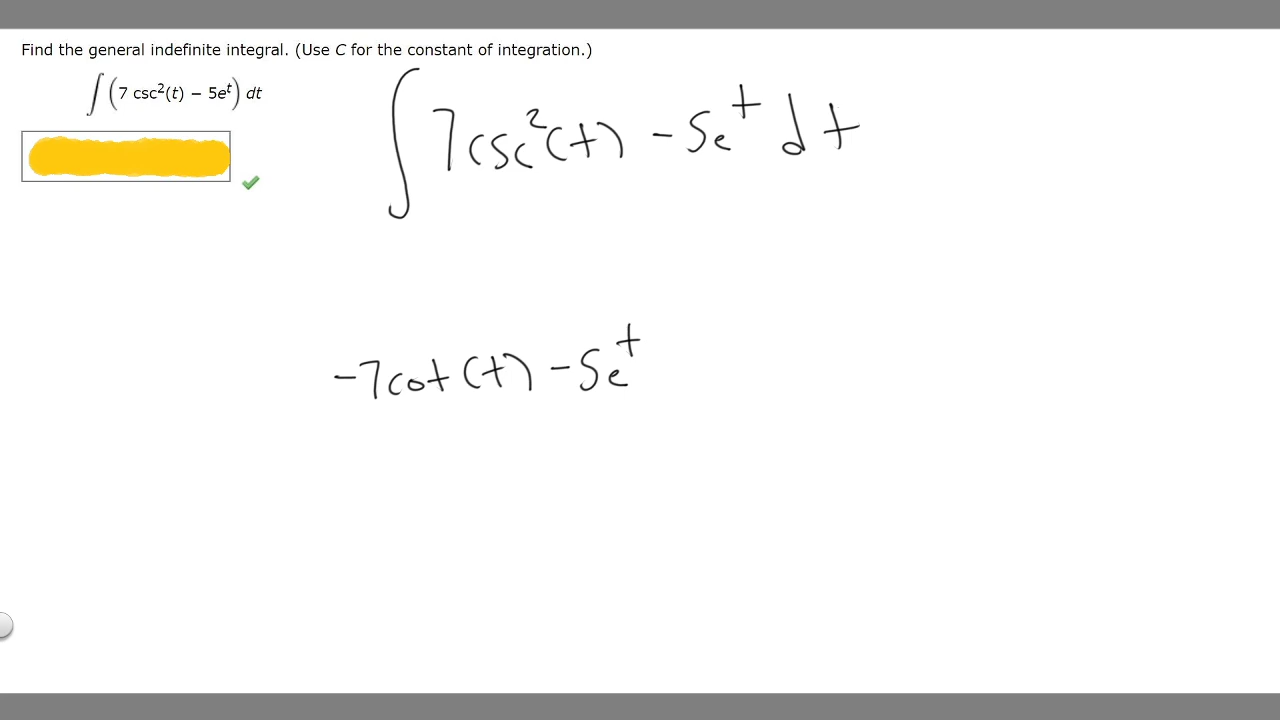 Find the general indefinite integral. (Use C for the constant of integration.)
∫(7 csc²(t) − 5eᵗ) dt
∫7csc²(t) -5eᵗ dt
-7cot(t) -5eᵗ